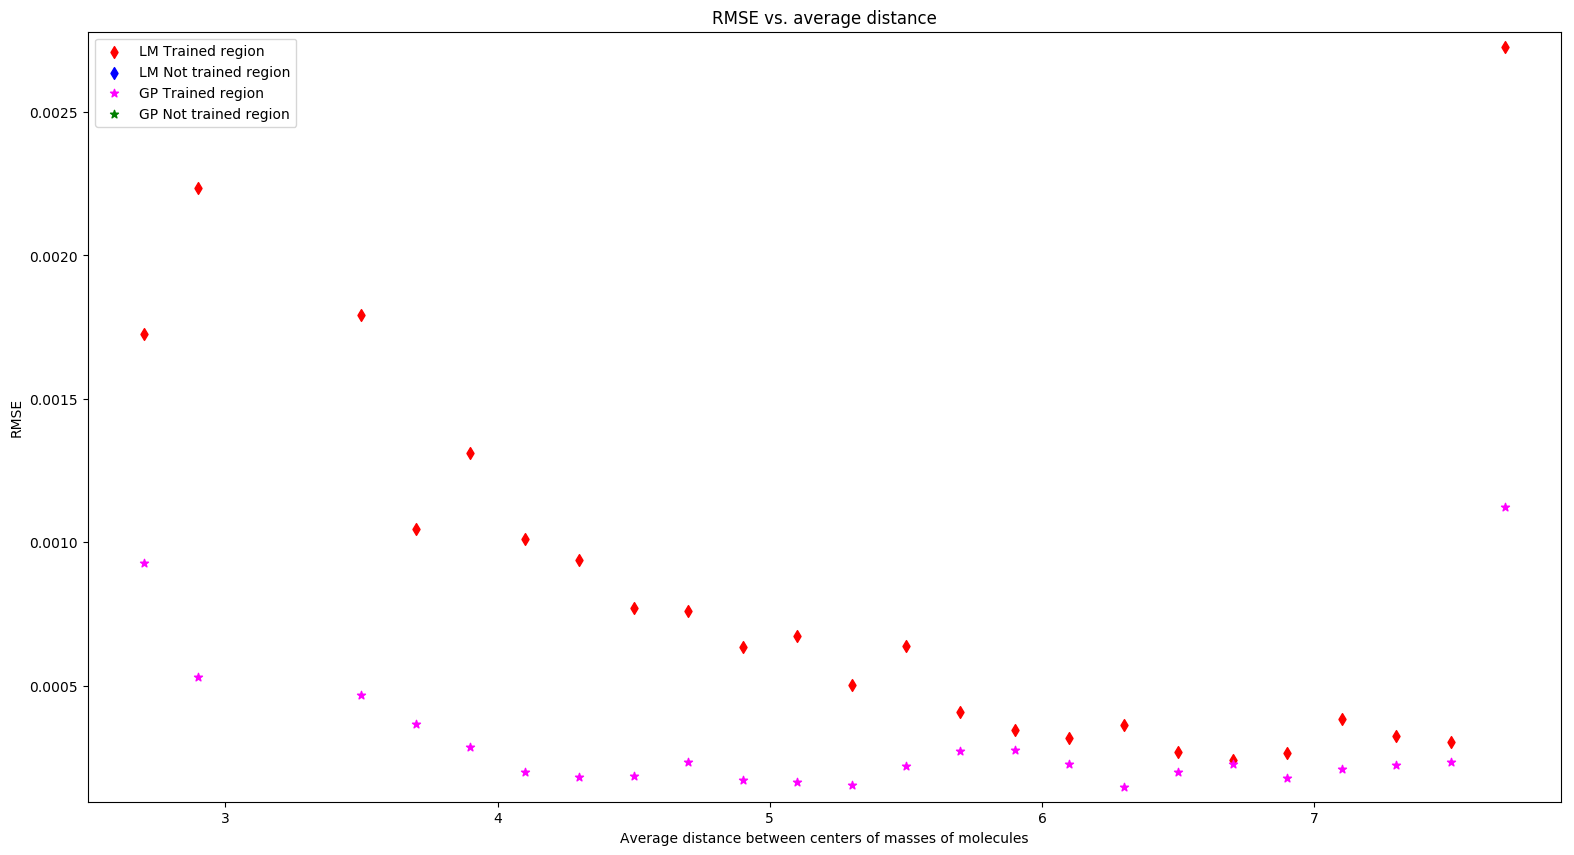 RMSE vs. average distance
LM Trained region
LM Not trained region
GP Trained region
GP Not trained region
0.0025
0.0020
0.0015
0.0010
0.0005
RMSE
3 4 5 6 7
Average distance between centers of masses of molecules